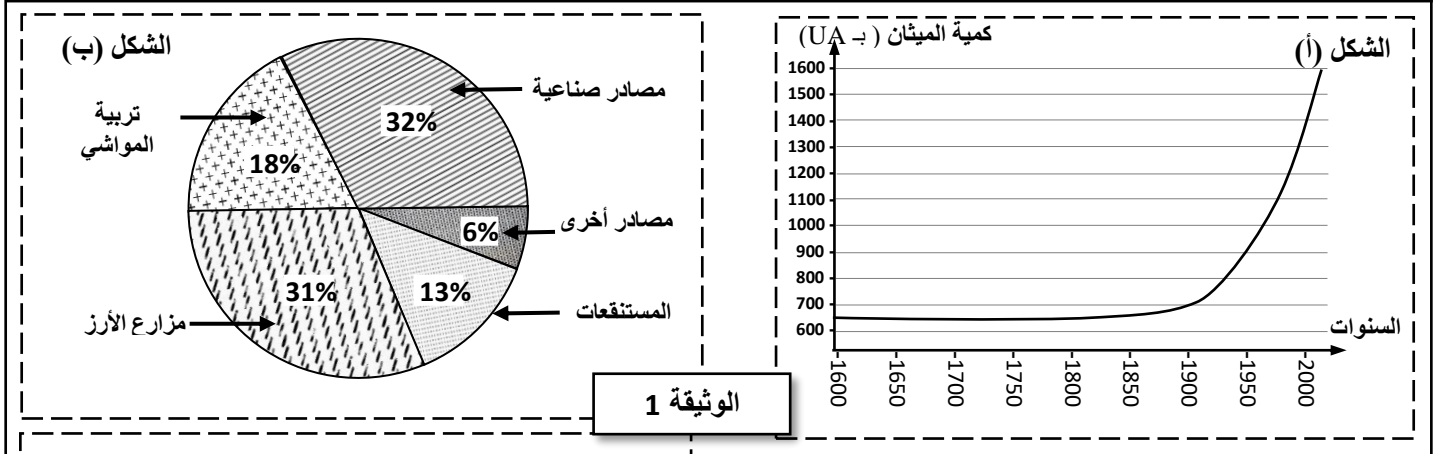 الشكل (أ)
كمية الميثان ( بـ UA)
1600
1500
1400
1300
1200
1100
1000
900
800
700
600
السنوات
1600
1650
1700
1750
1800
1850
1900
1950
2000
الشكل (ب)
مصادر صناعية
32%
تربية
المواشي
18%
مصادر أخرى
6%
31%
13%
مزارع الأرز
المستنقعات
الوثيقة 1